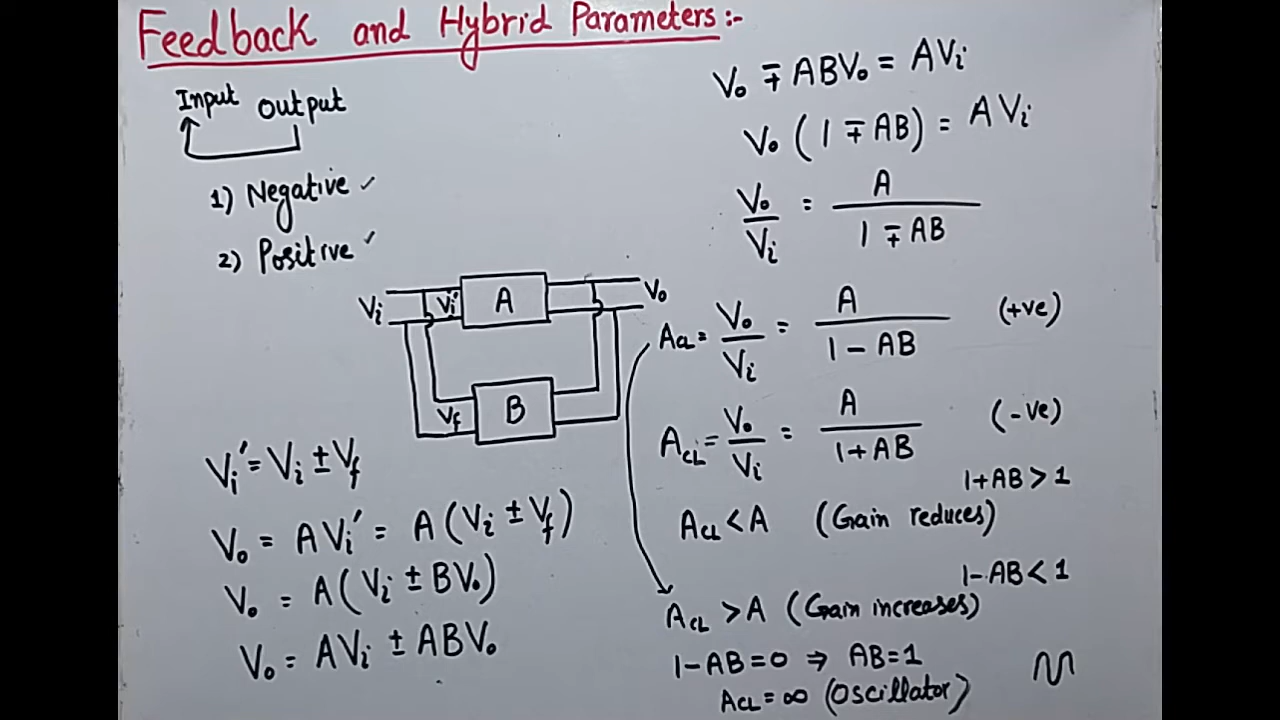 Feedback and Hybrid Parameters:-
Input Output
1) Negative ✓
2) Positive ✓
Vi Vi′ A Vo
Vf B
Vi′ = Vi ± Vf
Vo = AVi′ = A(Vi ± Vf)
Vo = A(Vi ± BVo)
Vo = AVi ± ABVo
Vo ∓ ABVo = AVi
Vo (1 ∓ AB) = AVi
Vo/Vi = A/(1 ∓ AB)
ACL = Vo/Vi = A/(1 - AB) (+ve)
ACL = Vo/Vi = A/(1+AB) (-ve)
1+AB > 1
ACL < A (Gain reduces)
1-AB < 1
ACL > A (Gain increases)
1-AB=0 ⇒ AB=1
ACL = ∞ (Oscillator)